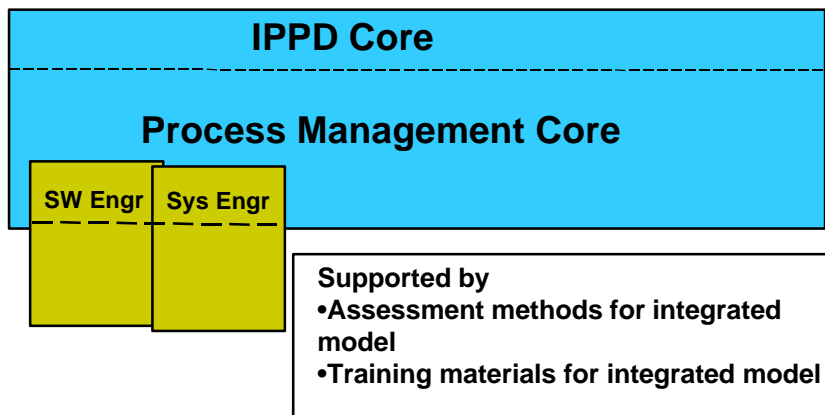 IPPD Core
Process Management Core
SW Engr
Sys Engr
Supported by
•Assessment methods for integrated
model
•Training materials for integrated model